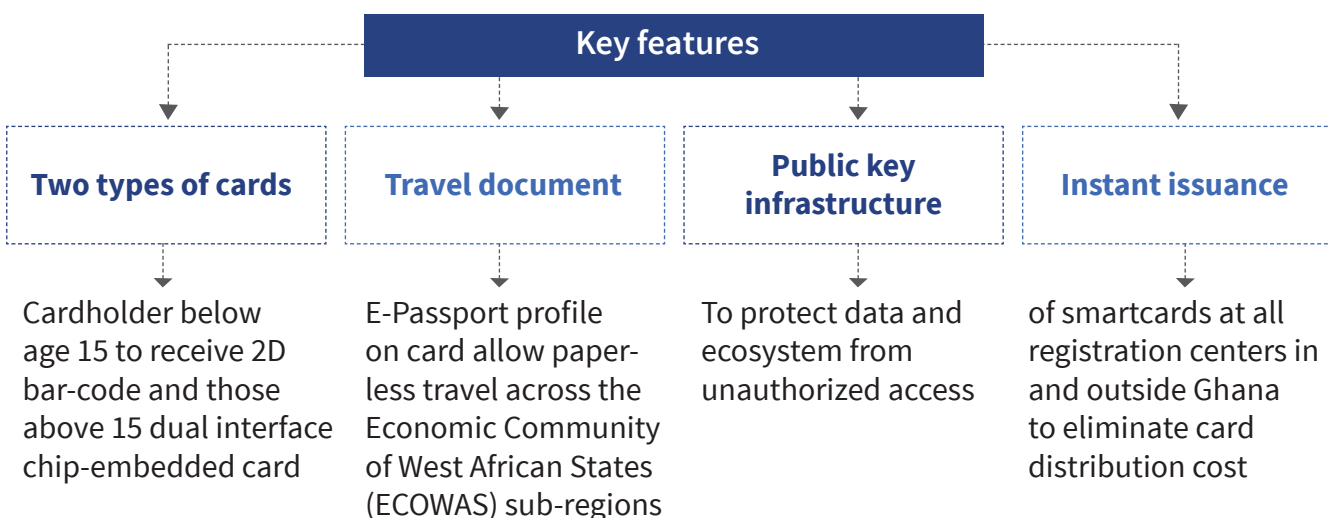 Key features
Two types of cards
Cardholder below
age 15 to receive 2D
bar-code and those
above 15 dual interface
chip-embedded card
Travel document
E-Passport profile
on card allow paper-
less travel across the
Economic Community
of West African States
(ECOWAS) sub-regions
Public key
infrastructure
To protect data and
ecosystem from
unauthorized access
Instant issuance
of smartcards at all
registration centers in
and outside Ghana
to eliminate card
distribution cost